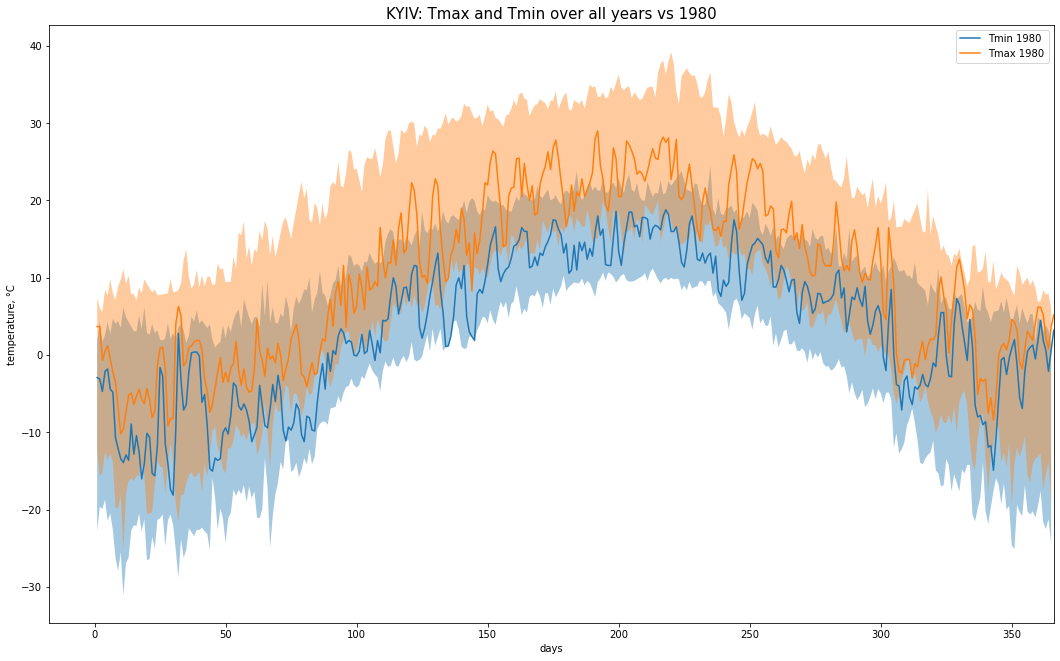 KYIV: Tmax and Tmin over all years vs 1980
Tmin 1980
Tmax 1980
temperature, °C
40
30
20
10
0
−10
−20
−30
0 50 100 150 200 250 300 350
days